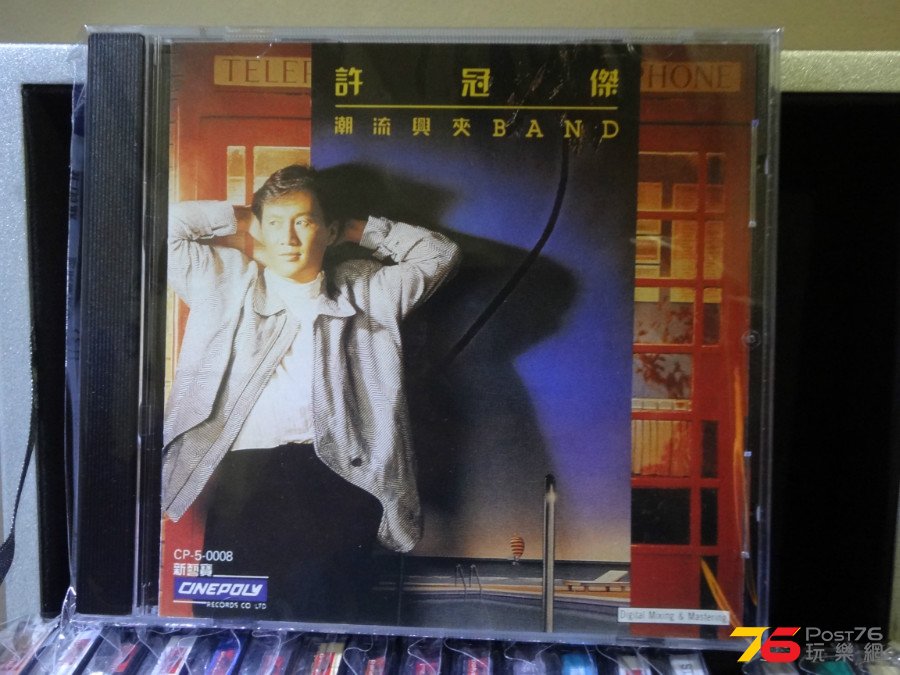 TELE
PHONE
許冠傑
潮流興夾BAND
CP-5-0008
新藝寶
CINEPOLY
RECORDS CO LTD
Digital Mixing & Mastering
76 POST76
玩樂網